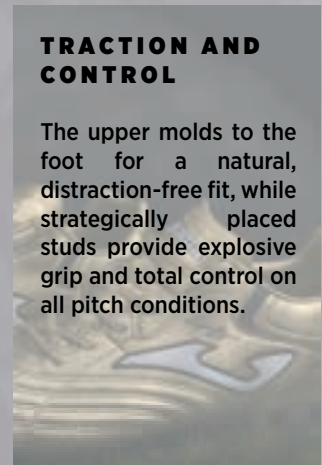 TRACTION AND
CONTROL
The upper molds to the
foot for a natural,
distraction-free fit, while
strategically placed
studs provide explosive
grip and total control on
all pitch conditions.